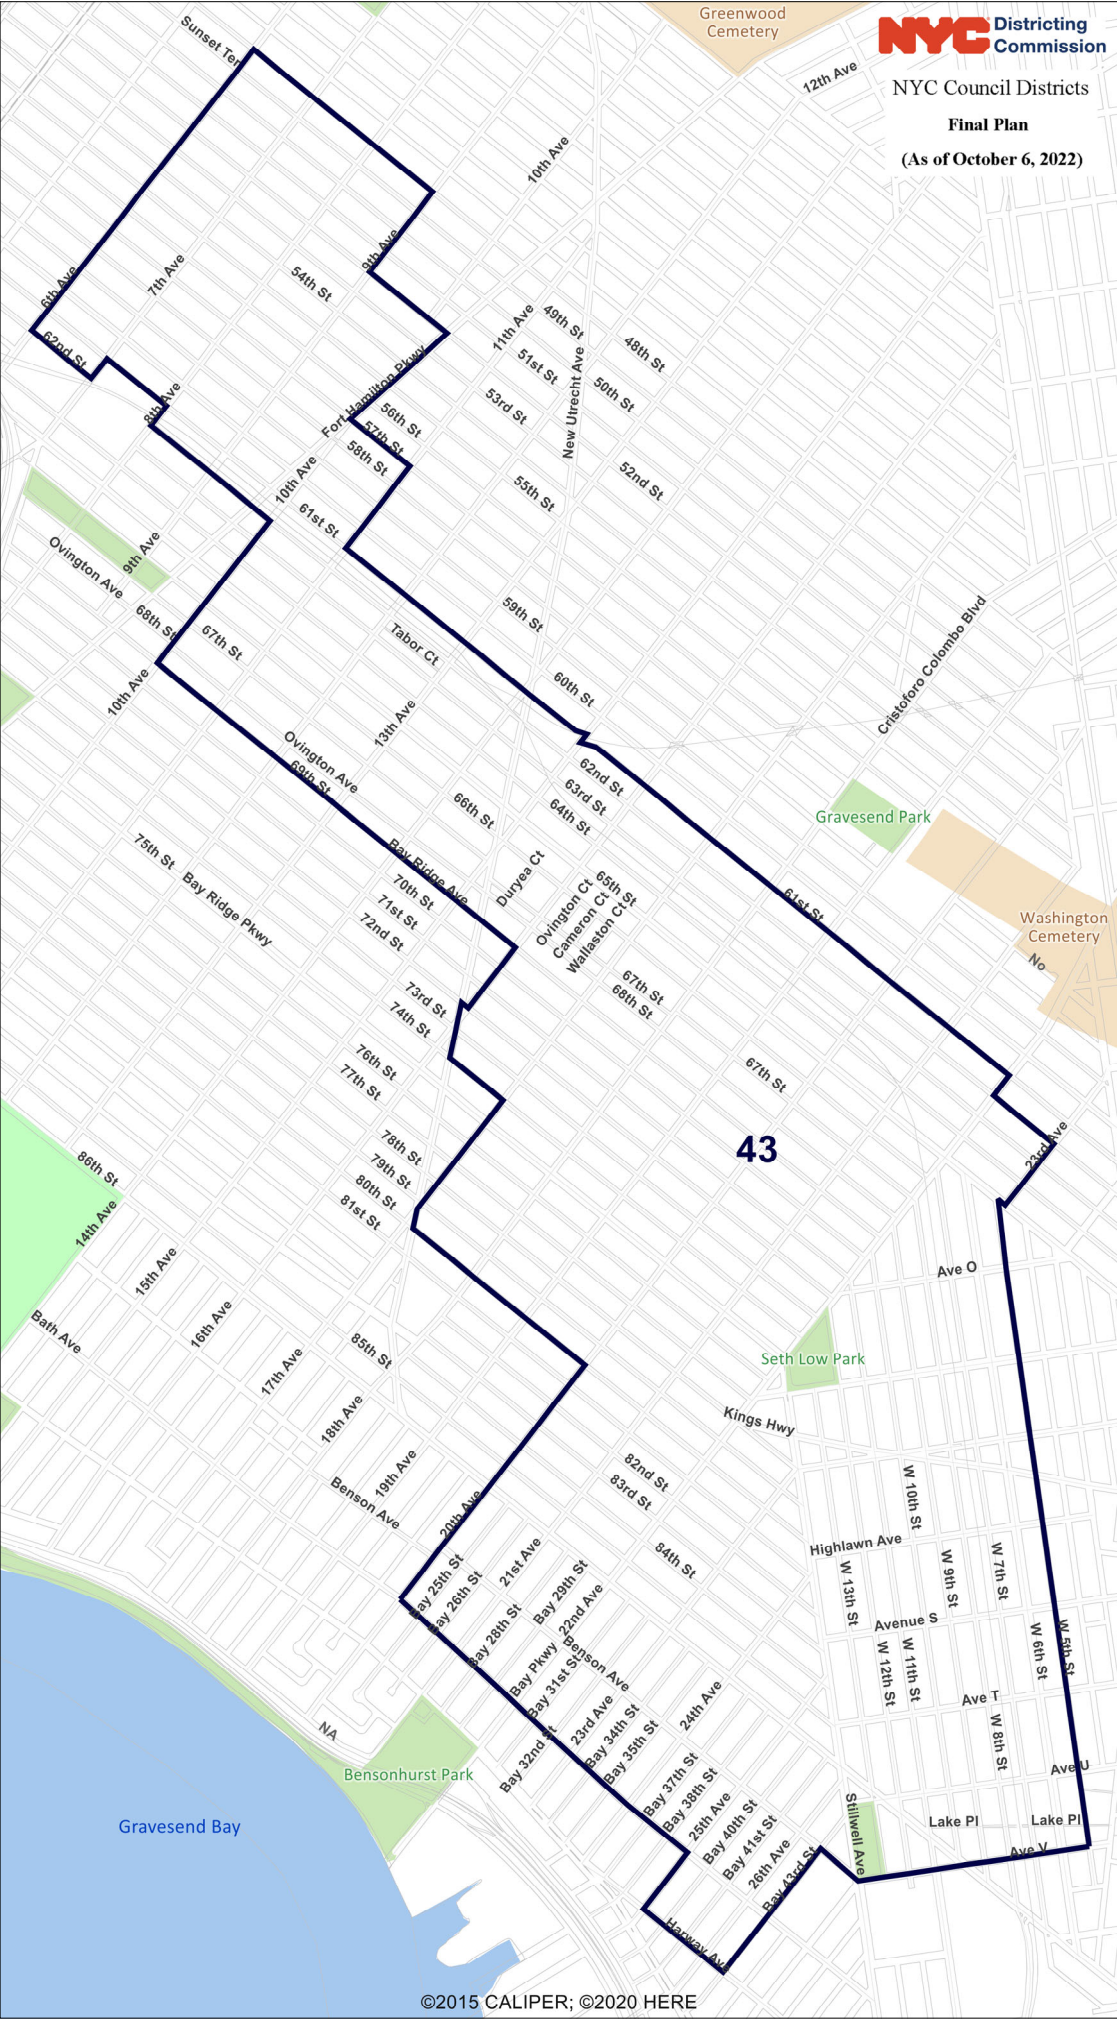 Greenwood
Cemetery
NYC Districting
Commission
NYC Council Districts
Final Plan
(As of October 6, 2022)
Sunset Ter
12th Ave
10th Ave
9th Ave
6th Ave
7th Ave
54th St
62nd St
11th Ave
49th St
48th St
51st St
50th St
New Utrecht Ave
Fort Hamilton Pkwy
8th Ave
53rd St
56th St
57th St
58th St
10th Ave
52nd St
55th St
61st St
9th Ave
Ovington Ave
68th St
67th St
59th St
Tabor Ct
60th St
Cristoforo Colombo Blvd
10th Ave
13th Ave
Ovington Ave
69th St
62nd St
63rd St
64th St
66th St
Gravesend Park
75th St
Bay Ridge Pkwy
Bay Ridge Ave
Duryea Ct
70th St
71st St
72nd St
65th St
Ovington Ct
Cameron Ct
Wallaston Ct
61st St
Washington
Cemetery
No
67th St
68th St
73rd St
74th St
76th St
77th St
67th St
43
23rd Ave
78th St
79th St
80th St
81st St
86th St
14th Ave
15th Ave
Ave O
Bath Ave
16th Ave
17th Ave
85th St
Seth Low Park
18th Ave
Kings Hwy
19th Ave
Benson Ave
20th Ave
82nd St
83rd St
W 10th St
84th St
Highlawn Ave
21st Ave
Bay 25th St
Bay 26th St
Bay 29th St
22nd Ave
Bay 28th St
W 13th St
W 9th St
W 7th St
Avenue S
Benson Ave
Bay Pkwy
Bay 31st St
W 12th St
W 11th St
W 6th St
W 5th St
23rd Ave
24th Ave
Ave T
Bay 34th St
Bay 35th St
Bay 32nd St
W 8th St
NA
Bensonhurst Park
Bay 37th St
Bay 38th St
Ave U
25th Ave
Bay 40th St
Bay 41st St
26th Ave
Bay 43rd St
Stillwell Ave
Lake Pl
Lake Pl
Gravesend Bay
Ave V
Harway Ave
©2015 CALIPER; ©2020 HERE